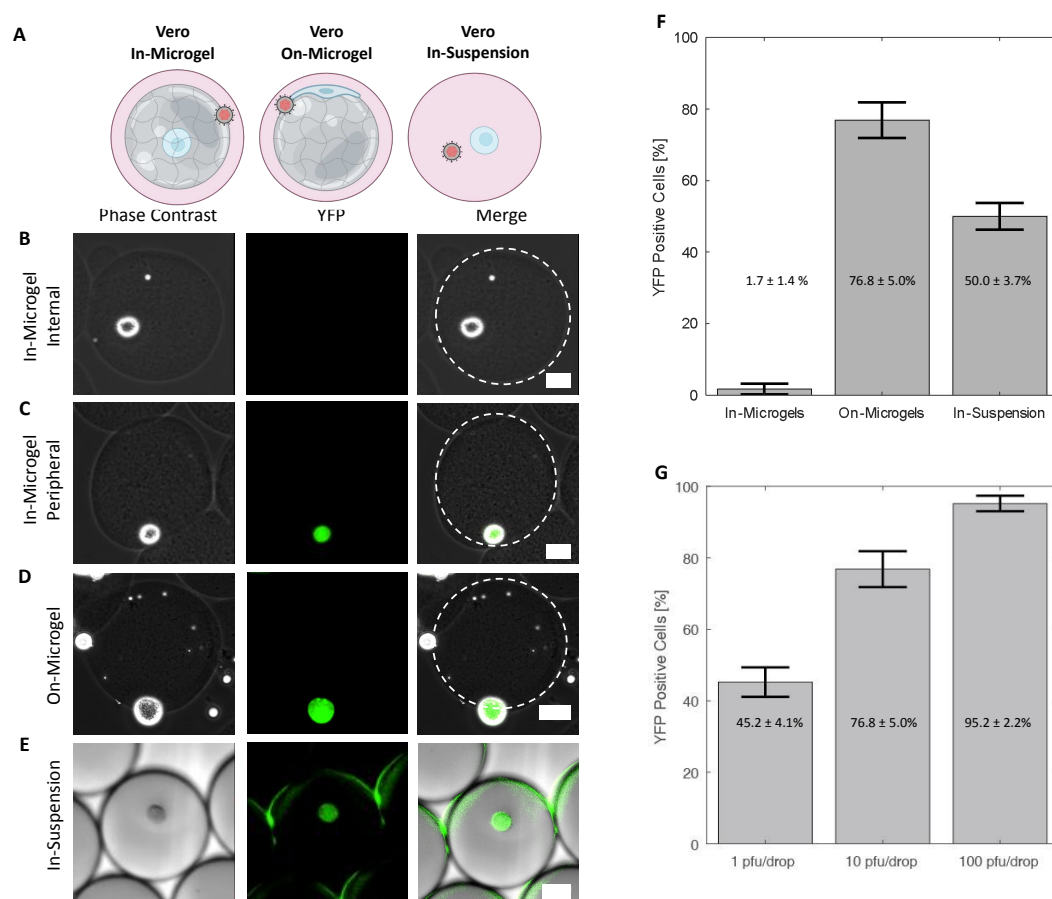 A
Vero
In-Microgel
Vero
On-Microgel
Vero
In-Suspension
Phase Contrast
YFP
Merge
B
In-Microgel
Internal
C
In-Microgel
Peripheral
D
On-Microgel
E
In-Suspension
F
YFP Positive Cells [%]
100
80
60
40
20
0
1.7 ± 1.4 %
76.8 ± 5.0%
50.0 ± 3.7%
In-Microgels
On-Microgels
In-Suspension
G
YFP Positive Cells [%]
100
80
60
40
20
0
45.2 ± 4.1%
76.8 ± 5.0%
95.2 ± 2.2%
1 pfu/drop
10 pfu/drop
100 pfu/drop